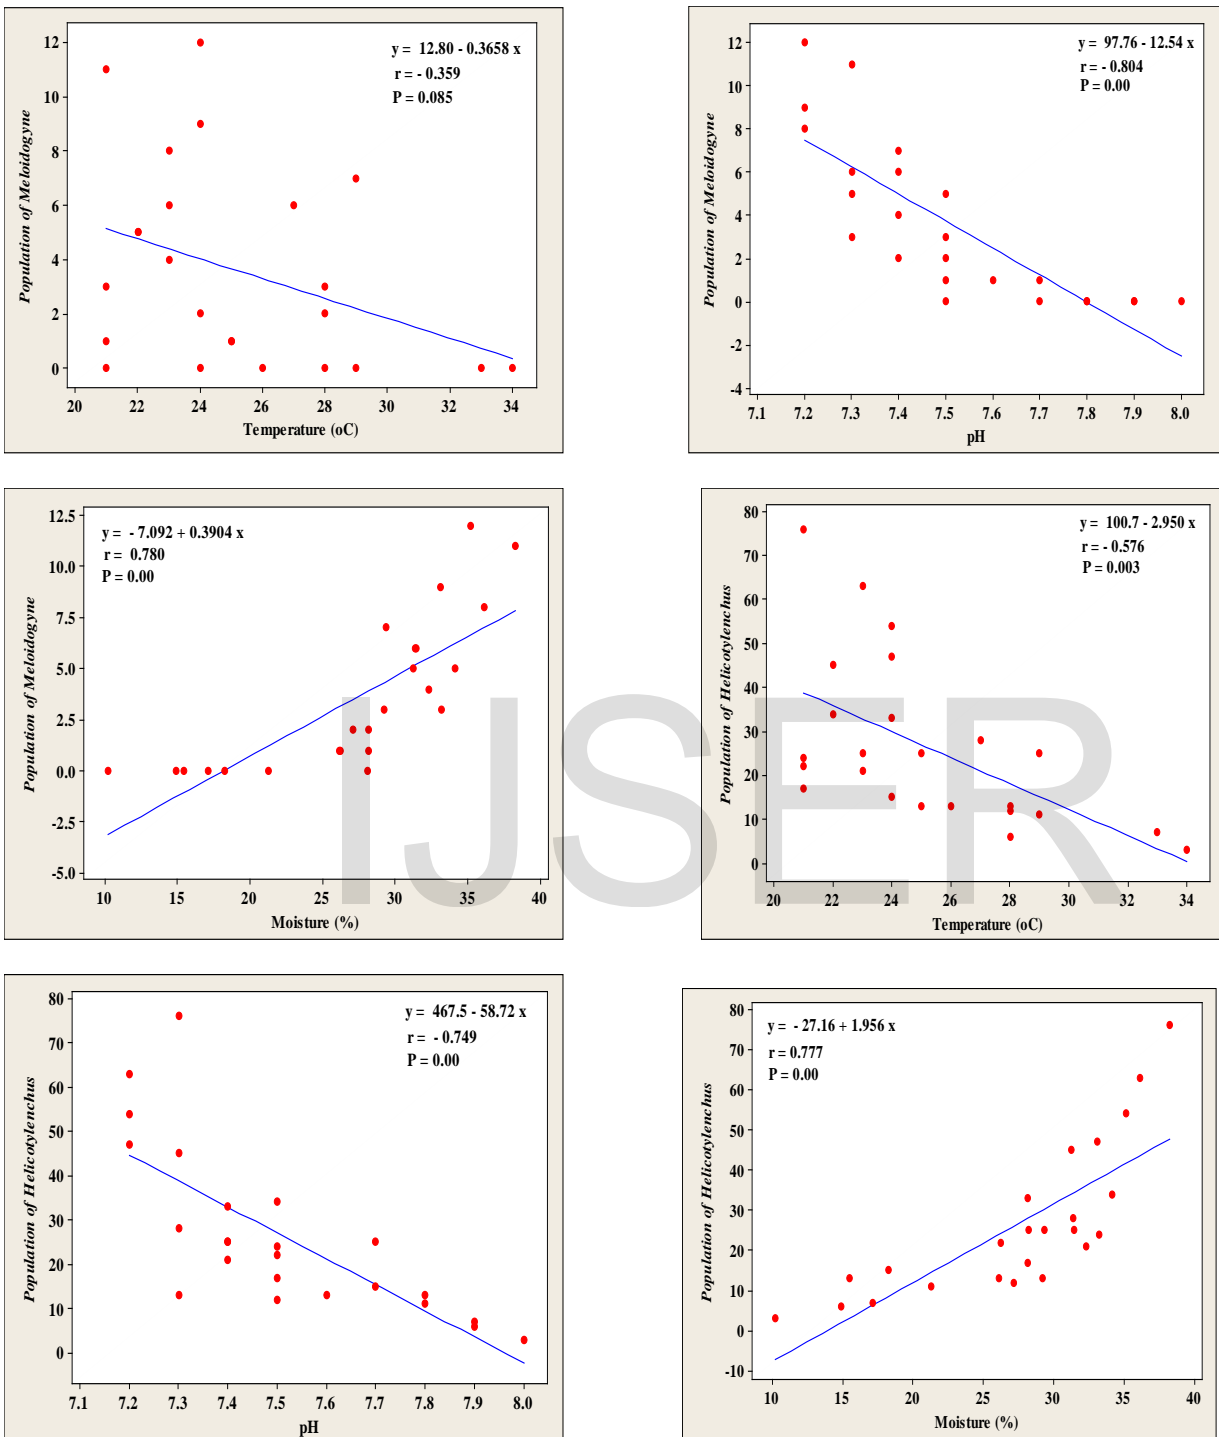 y = 12.80 - 0.3658 x
r = - 0.359
P = 0.085
12
10
8
6
4
2
0
Population of Meloidogyne
20 22 24 26 28 30 32 34
Temperature (oC)
y = 97.76 - 12.54 x
r = - 0.804
P = 0.00
12
10
8
6
4
2
0
-2
-4
Population of Meloidogyne
7.1 7.2 7.3 7.4 7.5 7.6 7.7 7.8 7.9 8.0
pH
y = - 7.092 + 0.3904 x
r = 0.780
P = 0.00
12.5
10.0
7.5
5.0
2.5
0.0
-2.5
-5.0
Population of Meloidogyne
10 15 20 25 30 35 40
Moisture (%)
y = 100.7 - 2.950 x
r = - 0.576
P = 0.003
80
70
60
50
40
30
20
10
0
Population of Helicotylenchus
20 22 24 26 28 30 32 34
Temperature (oC)
IJSER
y = 467.5 - 58.72 x
r = - 0.749
P = 0.00
80
70
60
50
40
30
20
10
0
Population of Helicotylenchus
7.1 7.2 7.3 7.4 7.5 7.6 7.7 7.8 7.9 8.0
pH
y = - 27.16 + 1.956 x
r = 0.777
P = 0.00
80
70
60
50
40
30
20
10
0
-10
Population of Helicotylenchus
10 15 20 25 30 35 40
Moisture (%)